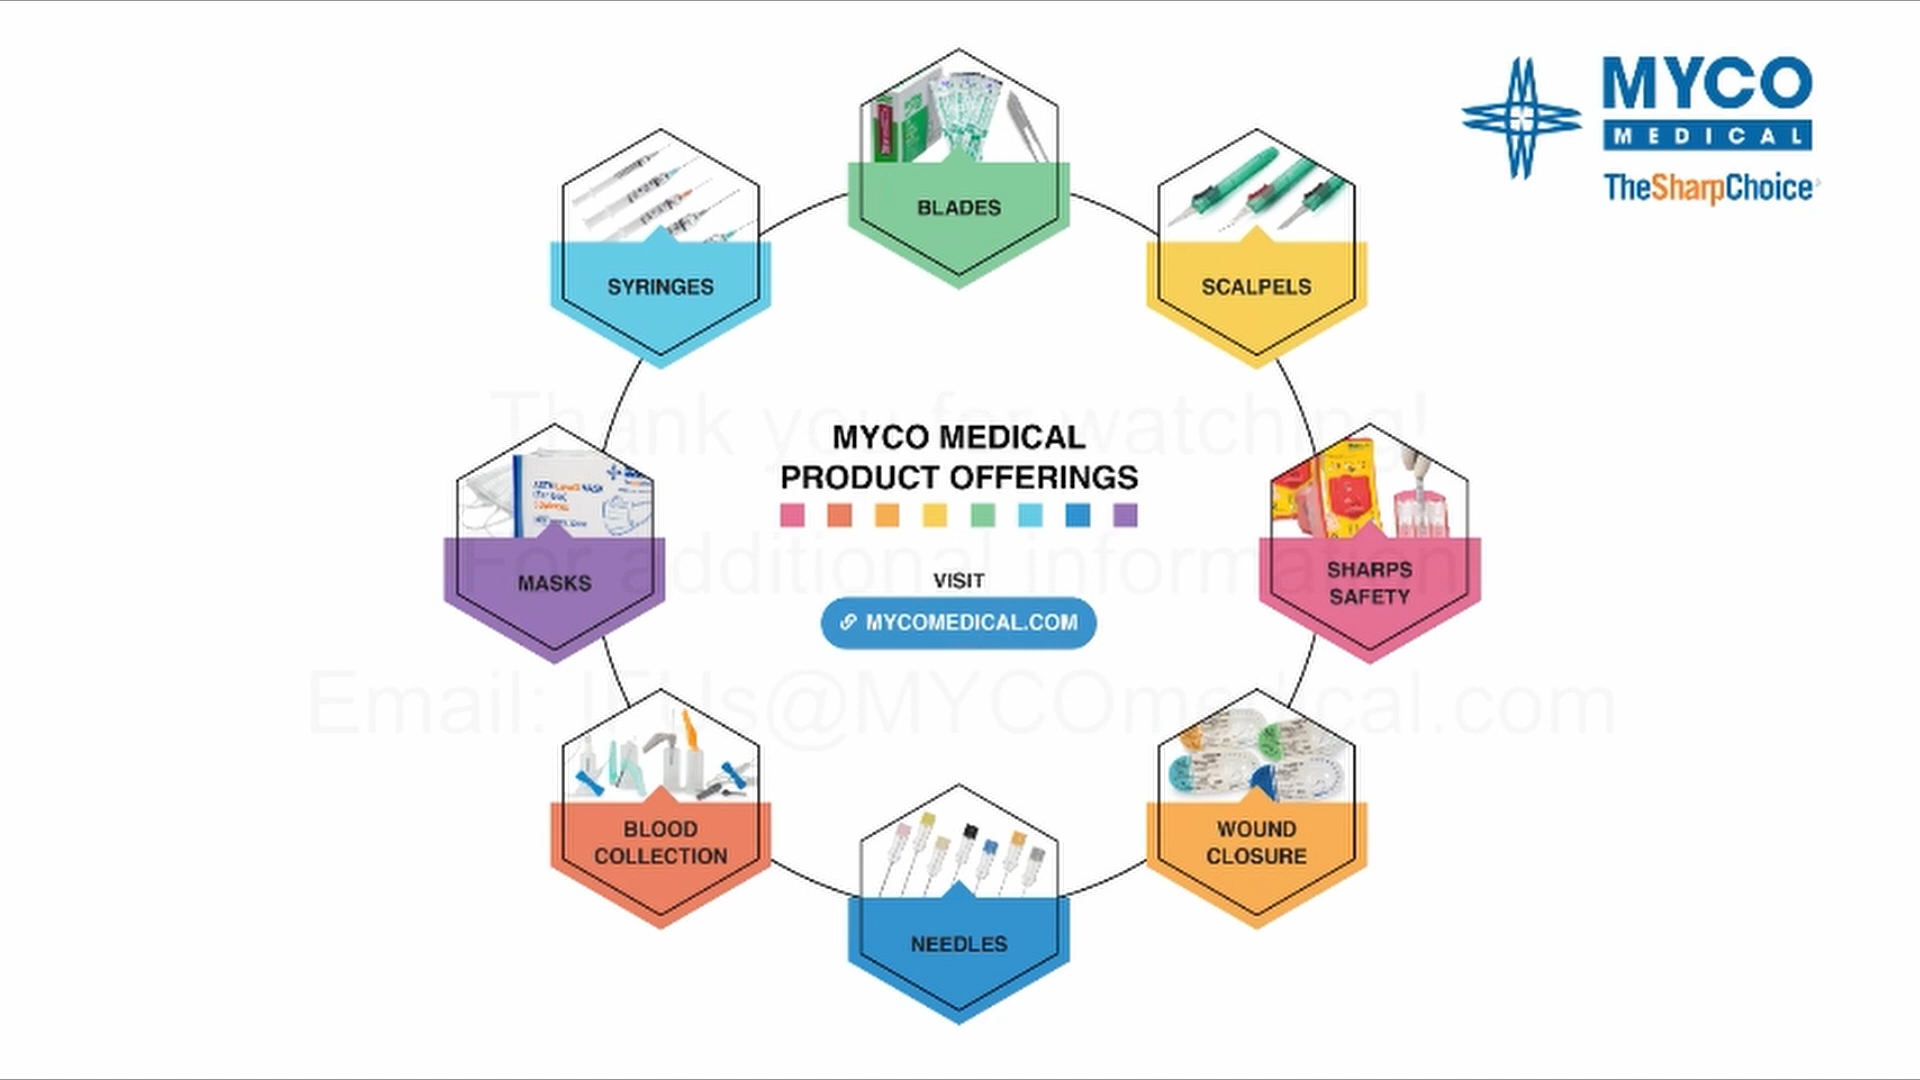 MYCO
MEDICAL
TheSharpChoice
BLADES
SYRINGES
SCALPELS
Thank you for watching!
MYCO MEDICAL
PRODUCT OFFERINGS
For additional information
VISIT
MYCOMEDICAL.COM
MASKS
SHARPS
SAFETY
Email: IFUs@MYCOmedical.com
BLOOD
COLLECTION
WOUND
CLOSURE
NEEDLES